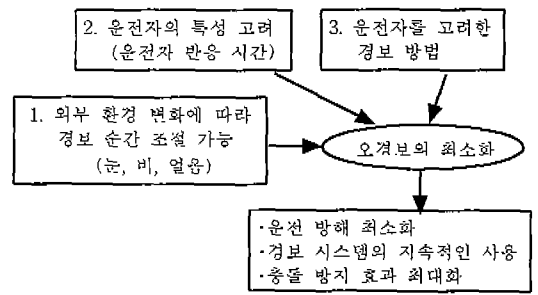 2. 운전자의 특성 고려
(운전자 반응 시간)
3. 운전자를 고려한
경보 방법
1. 외부 환경 변화에 따라
경보 순간 조절 가능
(눈, 비, 얼음)
오경보의 최소화
·운전 방해 최소화
·경보 시스템의 지속적인 사용
·충돌 방지 효과 최대화